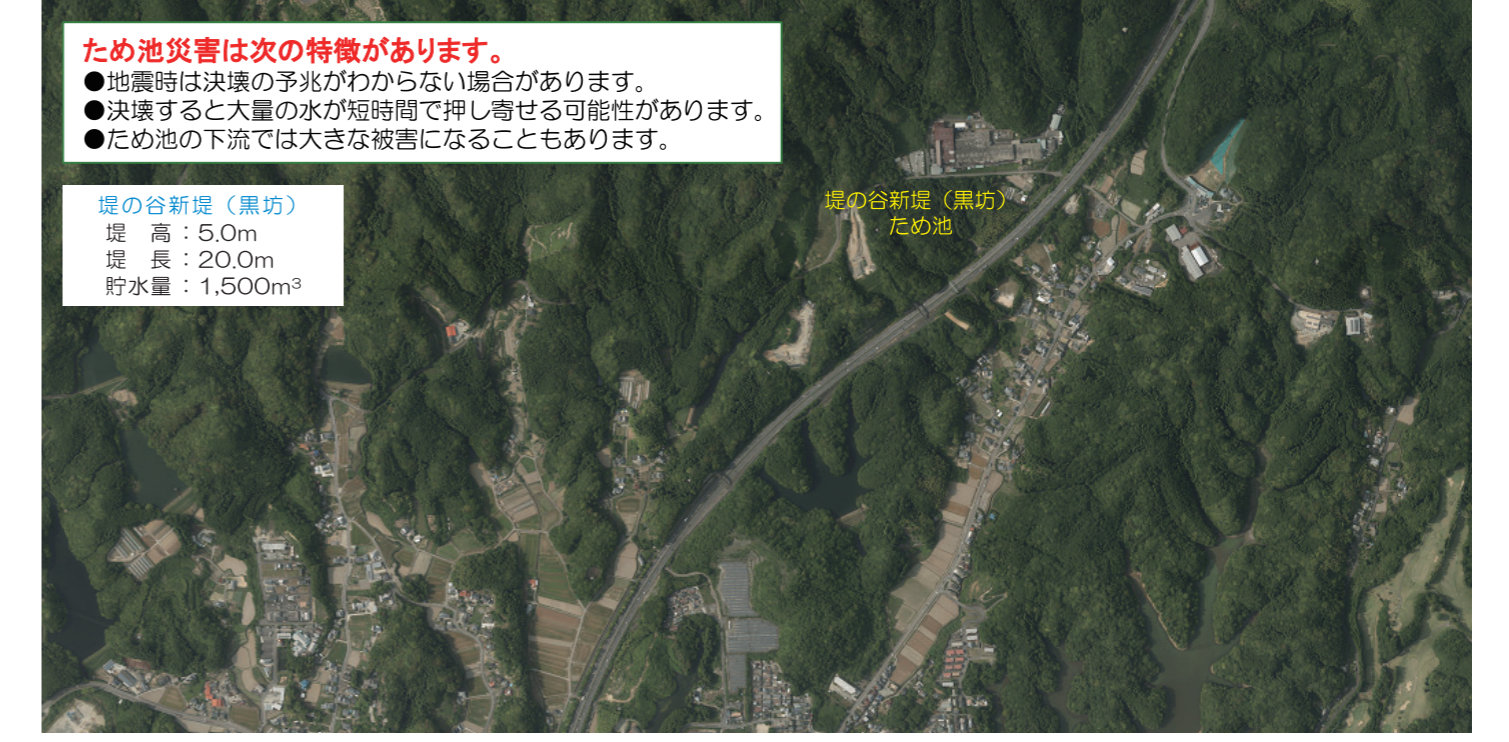 ため池災害は次の特徴があります。
●地震時は決壊の予兆がわからない場合があります。
●決壊すると大量の水が短時間で押し寄せる可能性があります。
●ため池の下流では大きな被害になることもあります。
堤の谷新堤（黒坊）
堤　高：5.0m
堤　長：20.0m
貯水量：1,500m³
堤の谷新堤（黒坊）
ため池